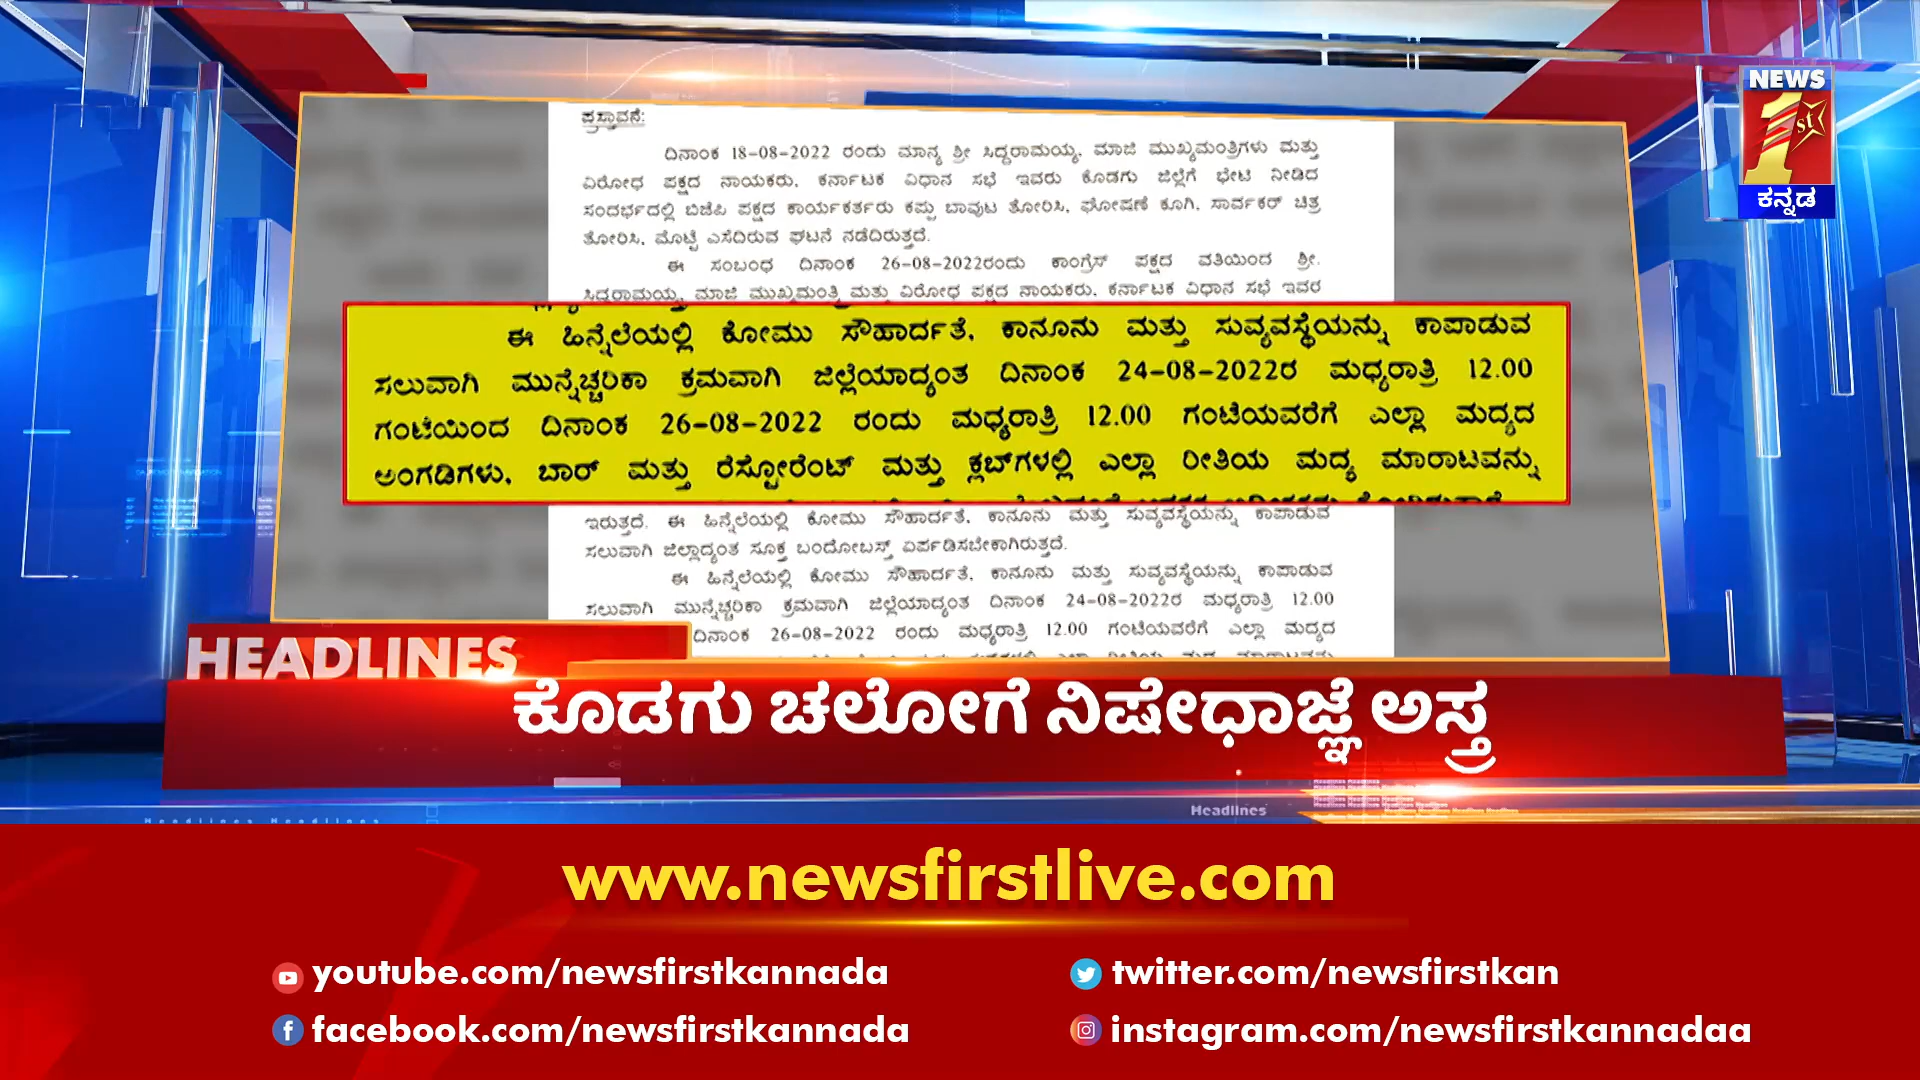 NEWS
1st
ಕನ್ನಡ
ಪ್ರಸ್ತಾವನೆ:
ದಿನಾಂಕ 18-08-2022 ರಂದು ಮಾನ್ಯ ಶ್ರೀ ಸಿದ್ದರಾಮಯ್ಯ, ಮಾಜಿ ಮುಖ್ಯಮಂತ್ರಿಗಳು ಮತ್ತು
ವಿರೋಧ ಪಕ್ಷದ ನಾಯಕರು, ಕರ್ನಾಟಕ ವಿಧಾನ ಸಭೆ ಇವರು ಕೊಡಗು ಜಿಲ್ಲೆಗೆ ಭೇಟಿ ನೀಡಿದ
ಸಂದರ್ಭದಲ್ಲಿ ಬಿಜೆಪಿ ಪಕ್ಷದ ಕಾರ್ಯಕರ್ತರು ಕಪ್ಪು ಬಾವುಟ ತೋರಿಸಿ, ಘೋಷಣೆ ಕೂಗಿ, ಸಾರ್ವಕರ್ ಚಿತ್ರ
ತೋರಿಸಿ, ಮೊಟ್ಟೆ ಎಸೆದಿರುವ ಘಟನೆ ನಡೆದಿರುತ್ತದೆ.
ಈ ಸಂಬಂಧ ದಿನಾಂಕ 26-08-2022ರಂದು ಕಾಂಗ್ರೆಸ್ ಪಕ್ಷದ ವತಿಯಿಂದ ಶ್ರೀ.
ಸಿದ್ದರಾಮಯ್ಯ, ಮಾಜಿ ಮುಖ್ಯಮಂತ್ರಿ ಮತ್ತು ವಿರೋಧ ಪಕ್ಷದ ನಾಯಕರು, ಕರ್ನಾಟಕ ವಿಧಾನ ಸಭೆ ಇವರ
ಈ ಹಿನ್ನೆಲೆಯಲ್ಲಿ ಕೋಮು ಸೌಹಾರ್ದತೆ, ಕಾನೂನು ಮತ್ತು ಸುವ್ಯವಸ್ಥೆಯನ್ನು ಕಾಪಾಡುವ
ಸಲುವಾಗಿ ಮುನ್ನೆಚ್ಚರಿಕಾ ಕ್ರಮವಾಗಿ ಜಿಲ್ಲೆಯಾದ್ಯಂತ ದಿನಾಂಕ 24-08-2022ರ ಮಧ್ಯರಾತ್ರಿ 12.00
ಗಂಟೆಯಿಂದ ದಿನಾಂಕ 26-08-2022 ರಂದು ಮಧ್ಯರಾತ್ರಿ 12.00 ಗಂಟೆಯವರೆಗೆ ಎಲ್ಲಾ ಮದ್ಯದ
ಅಂಗಡಿಗಳು, ಬಾರ್ ಮತ್ತು ರೆಸ್ಟೋರೆಂಟ್ ಮತ್ತು ಕ್ಲಬ್‌ಗಳಲ್ಲಿ ಎಲ್ಲಾ ರೀತಿಯ ಮದ್ಯ ಮಾರಾಟವನ್ನು
ಇರುತ್ತದೆ. ಈ ಹಿನ್ನೆಲೆಯಲ್ಲಿ ಕೋಮು ಸೌಹಾರ್ದತೆ, ಕಾನೂನು ಮತ್ತು ಸುವ್ಯವಸ್ಥೆಯನ್ನು ಕಾಪಾಡುವ
ಸಲುವಾಗಿ ಜಿಲ್ಲಾದ್ಯಂತ ಸೂಕ್ತ ಬಂದೋಬಸ್ತ್ ಏರ್ಪಡಿಸಬೇಕಾಗಿರುತ್ತದೆ.
ಈ ಹಿನ್ನೆಲೆಯಲ್ಲಿ ಕೋಮು ಸೌಹಾರ್ದತೆ, ಕಾನೂನು ಮತ್ತು ಸುವ್ಯವಸ್ಥೆಯನ್ನು ಕಾಪಾಡುವ
ಸಲುವಾಗಿ ಮುನ್ನೆಚ್ಚರಿಕಾ ಕ್ರಮವಾಗಿ ಜಿಲ್ಲೆಯಾದ್ಯಂತ ದಿನಾಂಕ 24-08-2022ರ ಮಧ್ಯರಾತ್ರಿ 12.00
ದಿನಾಂಕ 26-08-2022 ರಂದು ಮಧ್ಯರಾತ್ರಿ 12.00 ಗಂಟೆಯವರೆಗೆ ಎಲ್ಲಾ ಮದ್ಯದ
HEADLINES
ಕೊಡಗು ಚಲೋಗೆ ನಿಷೇಧಾಜ್ಞೆ ಅಸ್ತ್ರ
Headlines
www.newsfirstlive.com
youtube.com/newsfirstkannada
twitter.com/newsfirstkan
facebook.com/newsfirstkannada
instagram.com/newsfirstkannadaa